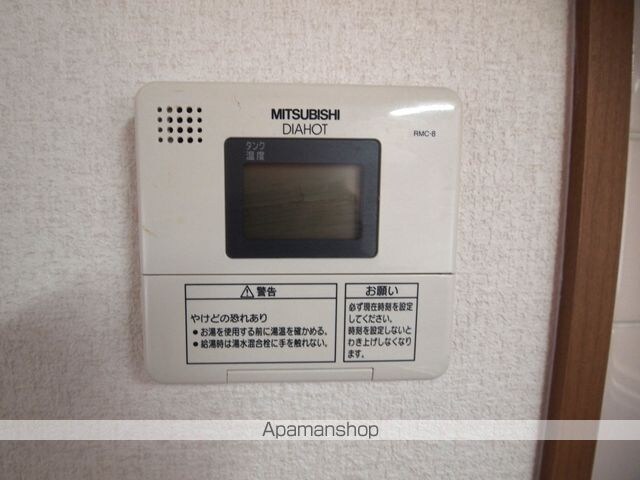 MITSUBISHI
DIAHOT
RMC-8
タンク
温度
⚠警告
やけどの恐れあり
●お湯を使用する前に湯温を確かめる。
●給湯時は湯水混合栓に手を触れない。
お願い
必ず現在時刻を設定
してください。
時刻を設定しないと
わき上げしなくなり
ます。
Apamanshop